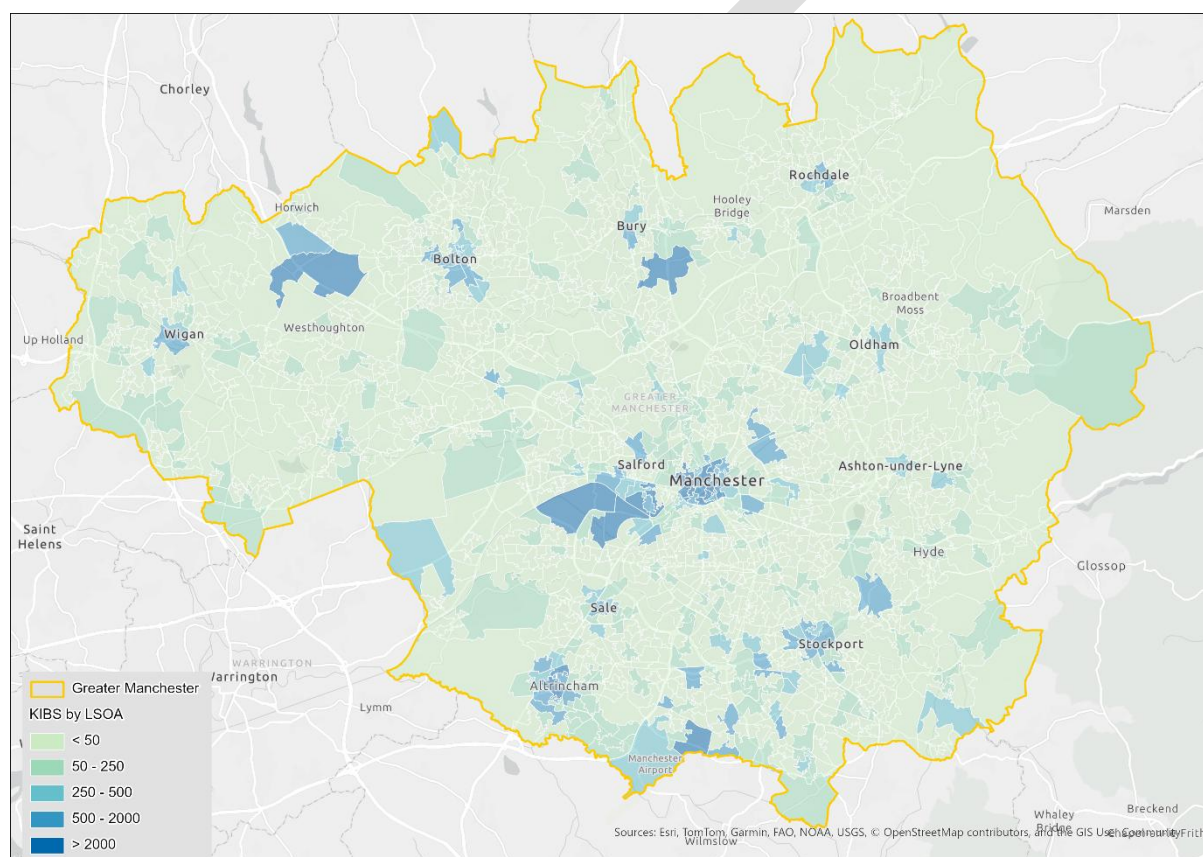 Chorley
Horwich
Rochdale
Hooley
Bridge
Marsden
Bury
Bolton
Broadbent
Moss
Up Holland
Wigan
Westhoughton
Oldham
GREATER
MANCHESTER
Salford
Manchester
Ashton-under-Lyne
Saint
Helens
Hyde
Glossop
Sale
Stockport
WARRINGTON
Warrington
Altrincham
Lymm
Manchester
Airport
Whaley
Bridge
Breckend
Wilmslow
Greater Manchester
KIBS by LSOA
< 50
50 - 250
250 - 500
500 - 2000
> 2000
Sources: Esri, TomTom, Garmin, FAO, NOAA, USGS, © OpenStreetMap contributors, and the GIS User Community